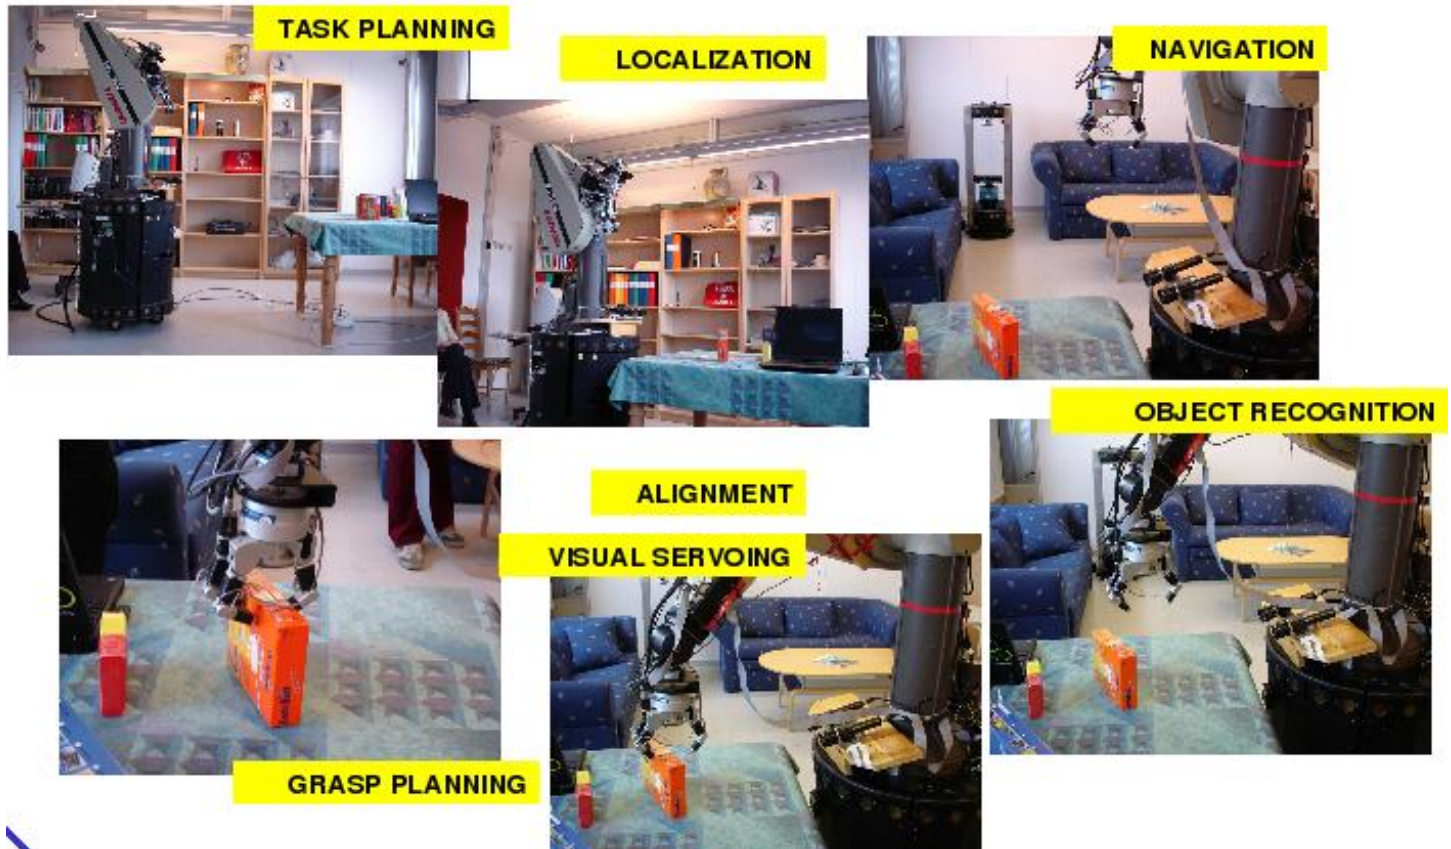 TASK PLANNING
LOCALIZATION
NAVIGATION
OBJECT RECOGNITION
ALIGNMENT
VISUAL SERVOING
GRASP PLANNING